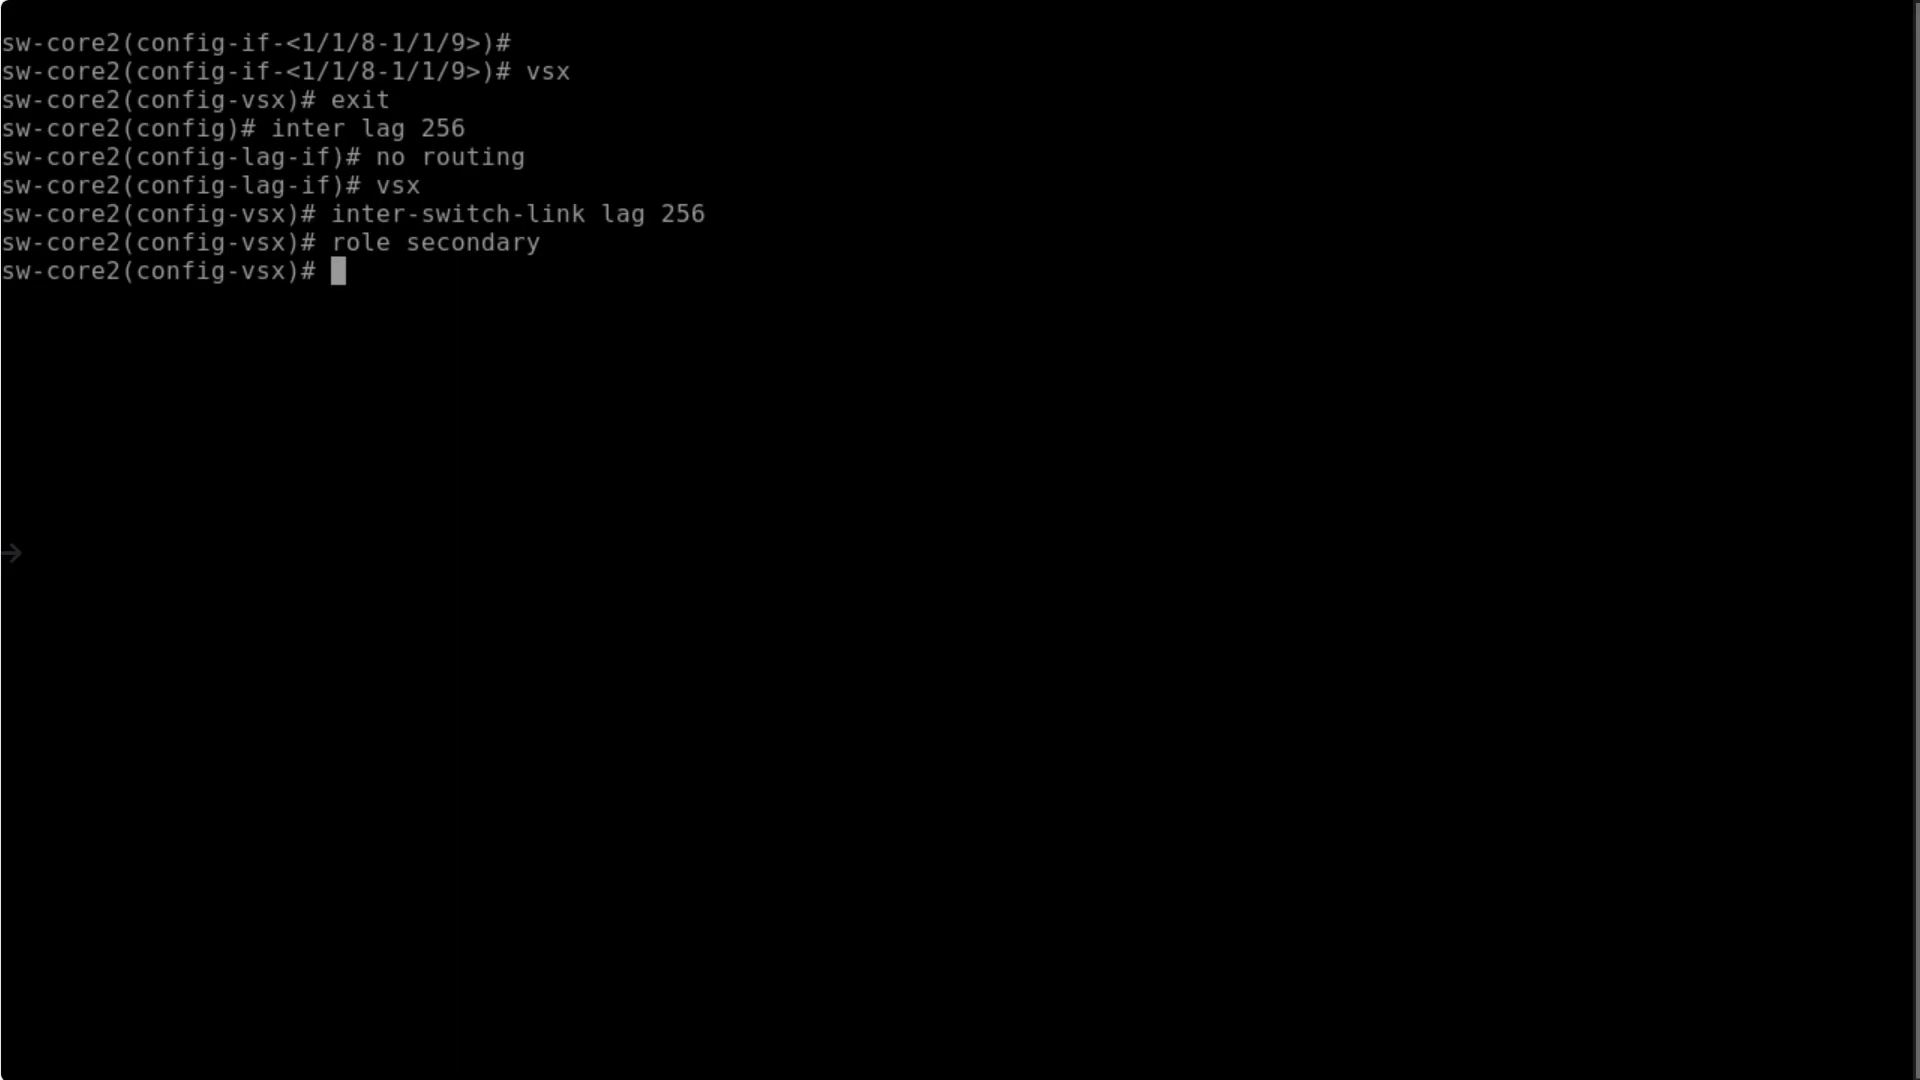 sw-core2(config-if-<1/1/8-1/1/9>)#
sw-core2(config-if-<1/1/8-1/1/9>)# vsx
sw-core2(config-vsx)# exit
sw-core2(config)# inter lag 256
sw-core2(config-lag-if)# no routing
sw-core2(config-lag-if)# vsx
sw-core2(config-vsx)# inter-switch-link lag 256
sw-core2(config-vsx)# role secondary
sw-core2(config-vsx)#